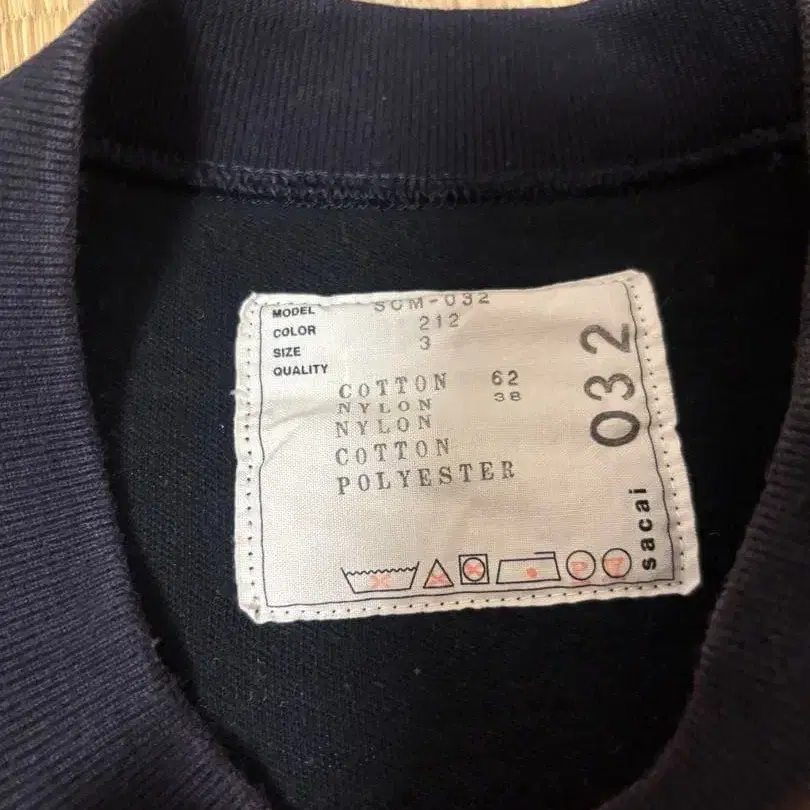 MODEL SCM-032
COLOR 212
SIZE 3
QUALITY
COTTON 62
NYLON 38
NYLON
COTTON
POLYESTER
P
032
sacai